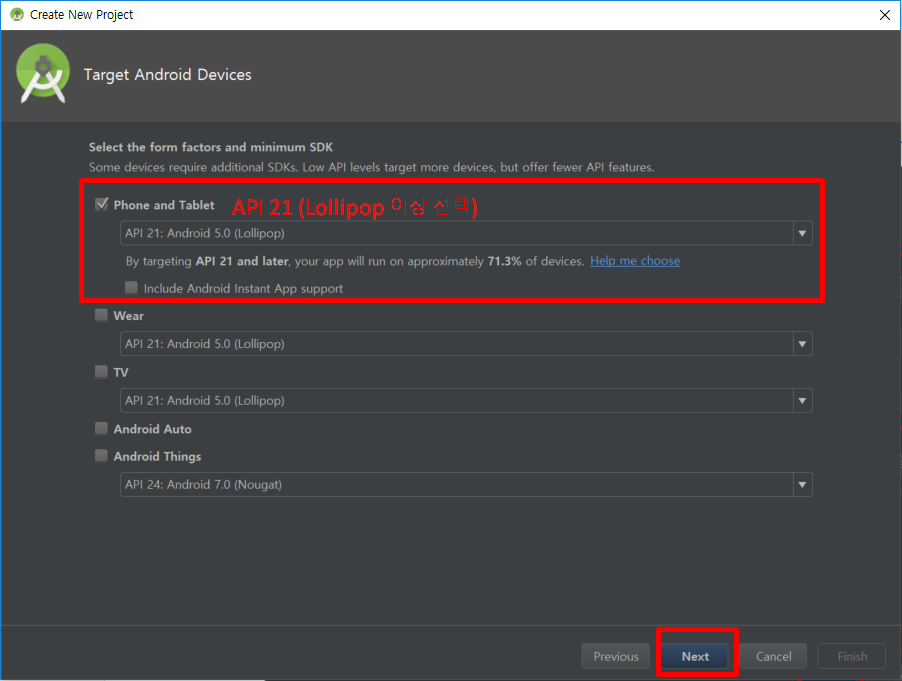 Create New Project
Target Android Devices
Select the form factors and minimum SDK
Some devices require additional SDKs. Low API levels target more devices, but offer fewer API features.
Phone and Tablet API 21 (Lollipop 이상 선택)
API 21: Android 5.0 (Lollipop)
By targeting API 21 and later, your app will run on approximately 71.3% of devices. Help me choose
Include Android Instant App support
Wear
API 21: Android 5.0 (Lollipop)
TV
API 21: Android 5.0 (Lollipop)
Android Auto
Android Things
API 24: Android 7.0 (Nougat)
Previous Next Cancel Finish